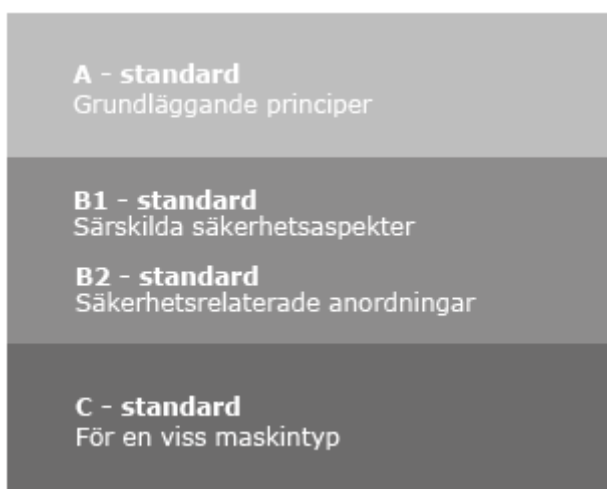 A - standard
Grundläggande principer
B1 - standard
Särskilda säkerhetsaspekter
B2 - standard
Säkerhetsrelaterade anordningar
C - standard
För en viss maskintyp